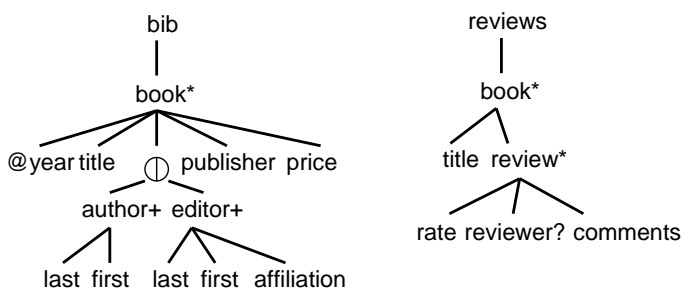 bib
book*
@year title publisher price
author+ editor+
last first last first affiliation
reviews
book*
title review*
rate reviewer? comments